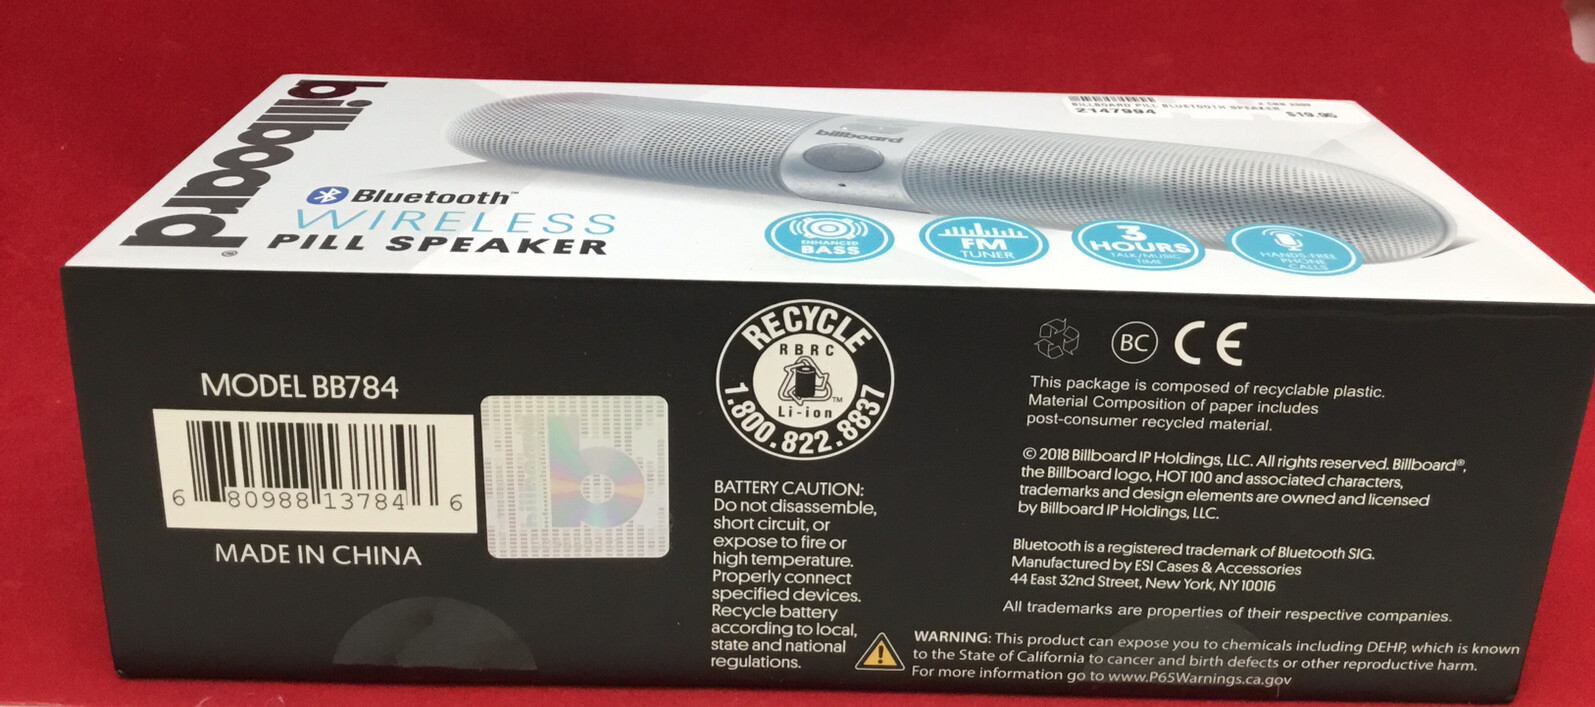 billboard®
BILLBOARD PILL BLUETOOTH SPEAKER
2147994
$19.95
billboard
Bluetooth™
WIRELESS
PILL SPEAKER
ENHANCED
BASS
FM
TUNER
3
HOURS
TALK/MUSIC
TIME
HANDS-FREE
PHONE
CALLS
MODEL BB784
6 80988 13784 6
MADE IN CHINA
b
RECYCLE
RBRC
TM
Li-ion
1.800.822.8837
BATTERY CAUTION:
Do not disassemble,
short circuit, or
expose to fire or
high temperature.
Properly connect
specified devices.
Recycle battery
according to local,
state and national
regulations.
BC CE
This package is composed of recyclable plastic.
Material Composition of paper includes
post-consumer recycled material.
© 2018 Billboard IP Holdings, LLC. All rights reserved. Billboard®,
the Billboard logo, HOT 100 and associated characters,
trademarks and design elements are owned and licensed
by Billboard IP Holdings, LLC.
Bluetooth is a registered trademark of Bluetooth SIG.
Manufactured by ESI Cases & Accessories
44 East 32nd Street, New York, NY 10016
All trademarks are properties of their respective companies.
WARNING: This product can expose you to chemicals including DEHP, which is known
to the State of California to cancer and birth defects or other reproductive harm.
For more information go to www.P65Warnings.ca.gov